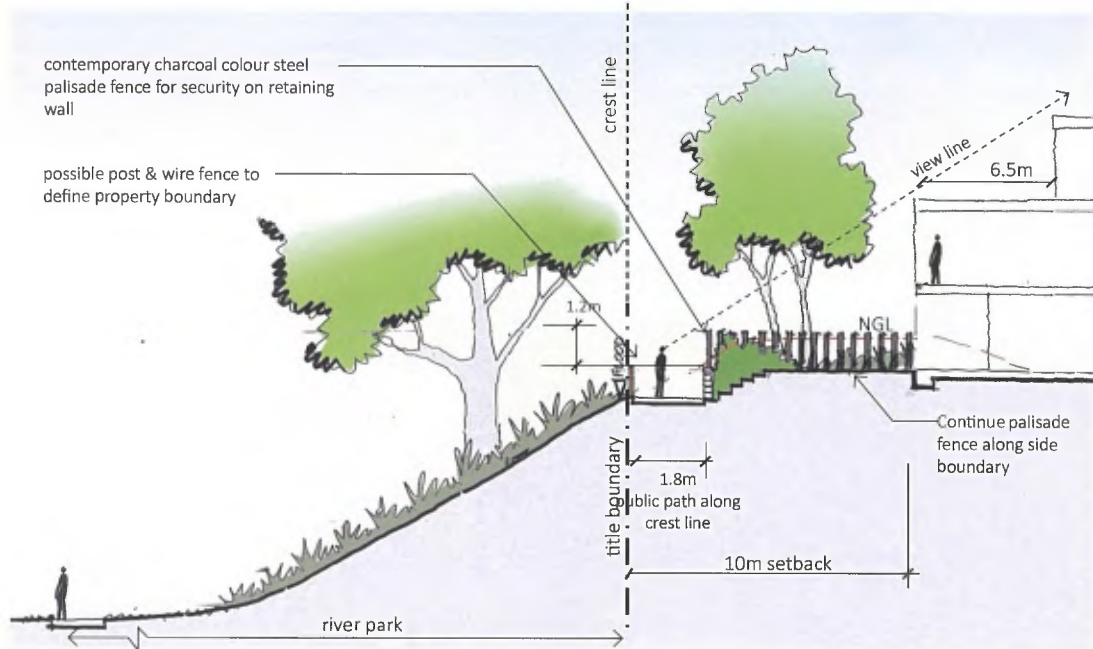 contemporary charcoal colour steel
palisade fence for security on retaining
wall
possible post & wire fence to
define property boundary
crest line
view line
6.5m
1.2m
NGL
Continue palisade
fence along side
boundary
1.8m
public path along
crest line
title boundary
10m setback
river park